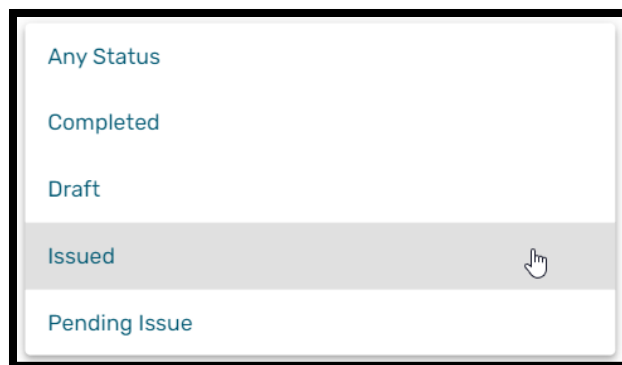 Any Status
Completed
Draft
Issued
Pending Issue